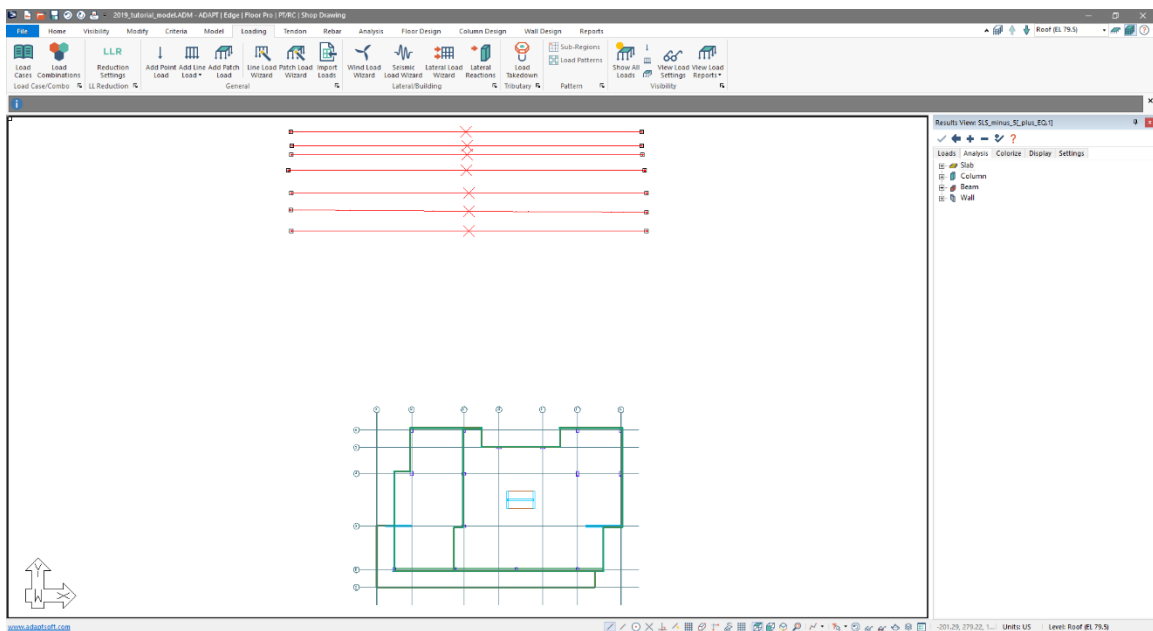 2019_tutorial_model.ADM - ADAPT | Edge | Floor Pro | PT/RC | Shop Drawing
File Home Visibility Modify Criteria Model Loading Tendon Rebar Analysis Floor Design Column Design Wall Design Reports Roof (EL 79.5)
LLR Sub-Regions
Load Patterns
Load Load Reduction Add Point Add Line Add Patch Line Load Patch Load Import Wind Load Seismic Lateral Load Lateral Load Show All View Load View Load
Cases Combinations Settings Load Load Load Wizard Wizard Loads Wizard Load Wizard Wizard Reactions Takedown Loads Settings Reports
Load Case/Combo LL Reduction General Lateral/Building Tributary Pattern Visibility
Results View: SLS_minus_5[_plus_EQ,1]
Loads Analysis Colorize Display Settings
Slab
Column
Beam
Wall
Y
W X
www.adaptsoft.com -201.29, 279.22, 1... Units: US Level: Roof (EL 79.5)